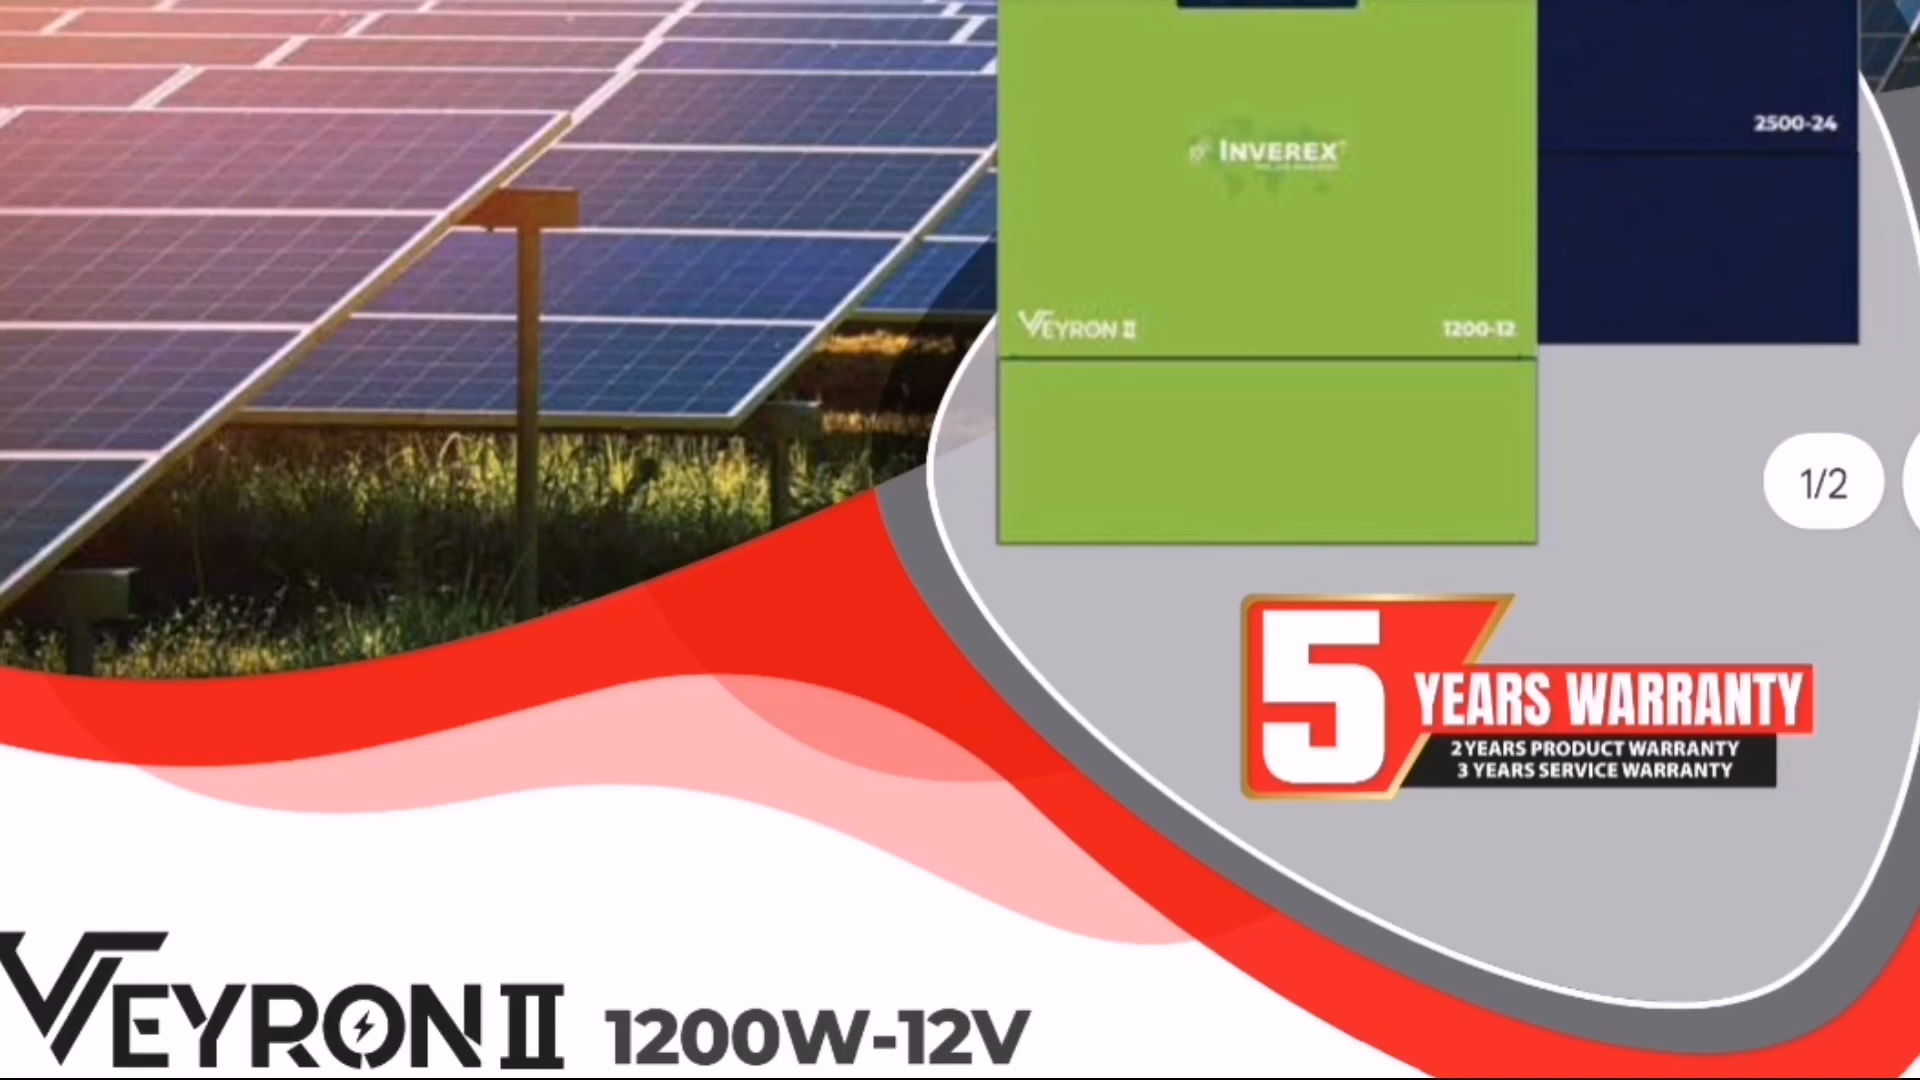 2500-24
INVEREX
VEYRON II
1200-12
1/2
5 YEARS WARRANTY
2 YEARS PRODUCT WARRANTY
3 YEARS SERVICE WARRANTY
VEYRON II 1200W-12V